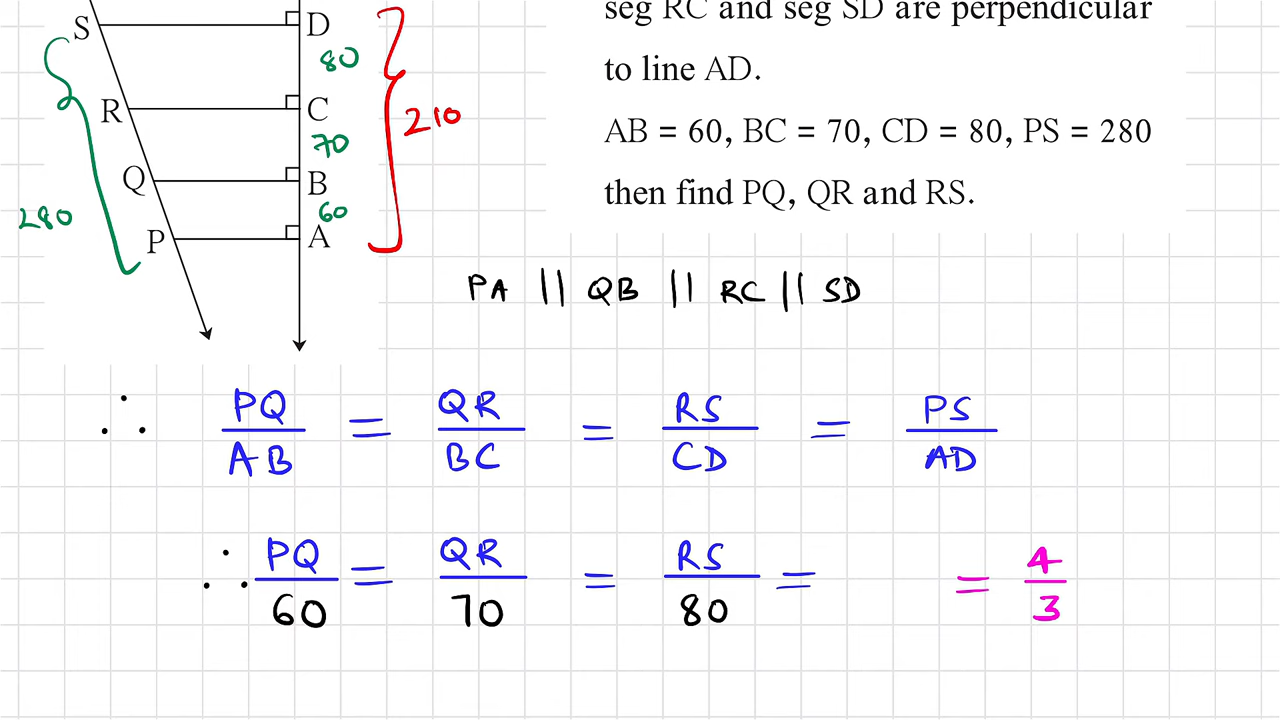 S D
80
seg RC and seg SD are perpendicular
to line AD.
R C 210
70
AB = 60, BC = 70, CD = 80, PS = 280
Q B
then find PQ, QR and RS.
280 60
P A
PA || QB || RC || SD
∴ PQ/AB = QR/BC = RS/CD = PS/AD
∴ PQ/60 = QR/70 = RS/80 = = 4/3